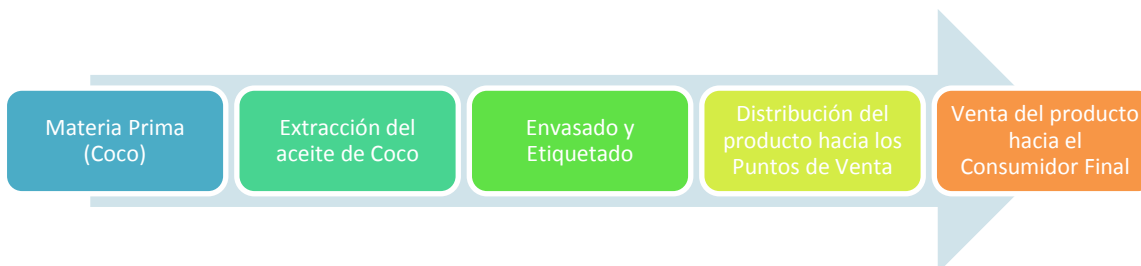 Materia Prima
(Coco)
Extracción del
aceite de Coco
Envasado y
Etiquetado
Distribución del
producto hacia los
Puntos de Venta
Venta del producto
hacia el
Consumidor Final